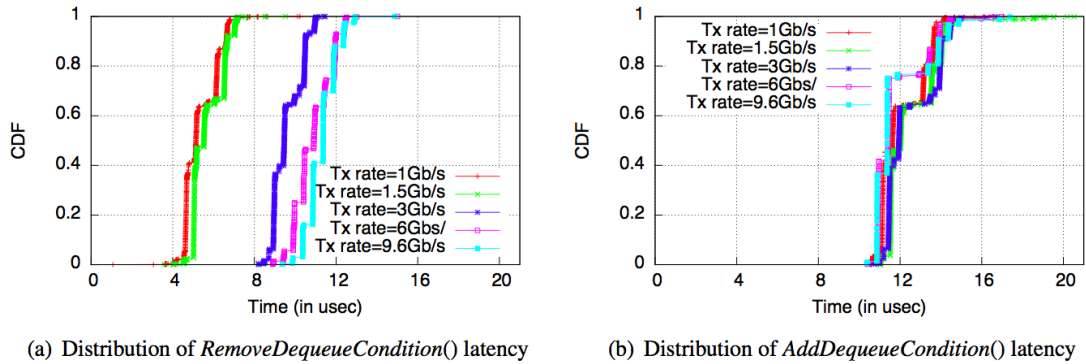 1
0.8
0.6
0.4
0.2
0
CDF
0 4 8 12 16 20
Time (in usec)
Tx rate=1Gb/s
Tx rate=1.5Gb/s
Tx rate=3Gb/s
Tx rate=6Gbs/
Tx rate=9.6Gb/s
(a) Distribution of RemoveDequeueCondition() latency
1
0.8
0.6
0.4
0.2
0
CDF
0 4 8 12 16 20
Time (in usec)
Tx rate=1Gb/s
Tx rate=1.5Gb/s
Tx rate=3Gb/s
Tx rate=6Gbs/
Tx rate=9.6Gb/s
(b) Distribution of AddDequeueCondition() latency